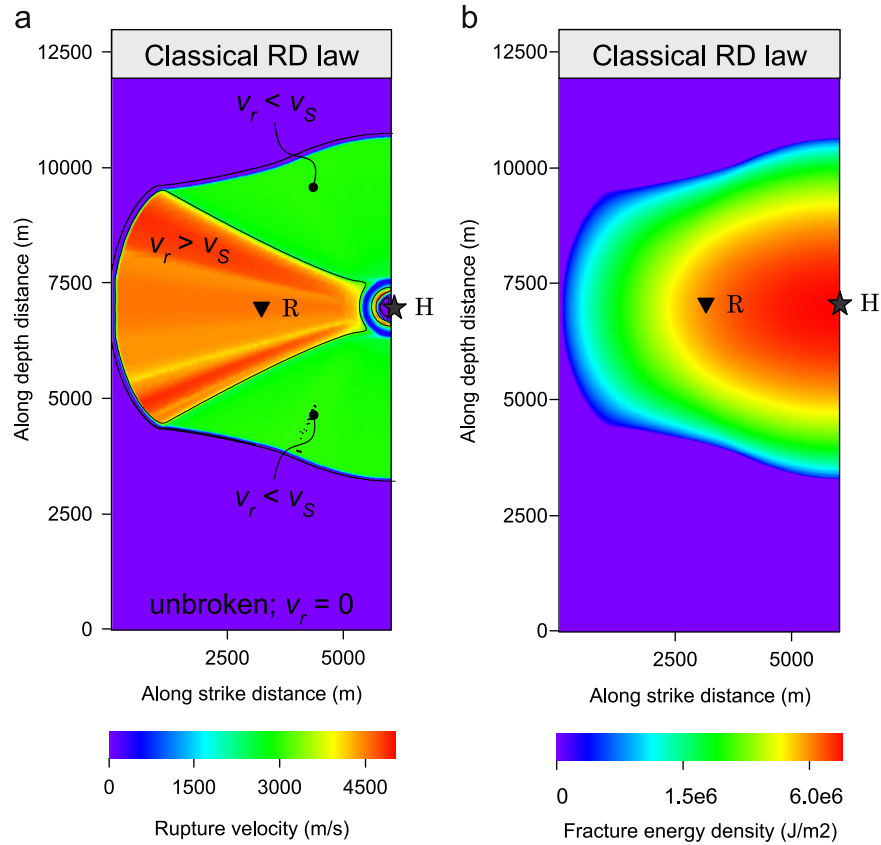 a
Classical RD law
12500
10000
7500
5000
2500
0
Along depth distance (m)
v_r < v_S
v_r > v_S
R
H
v_r < v_S
unbroken; v_r = 0
2500 5000
Along strike distance (m)
0 1500 3000 4500
Rupture velocity (m/s)
b
Classical RD law
12500
10000
7500
5000
2500
0
Along depth distance (m)
R
H
2500 5000
Along strike distance (m)
0 1.5e6 6.0e6
Fracture energy density (J/m2)